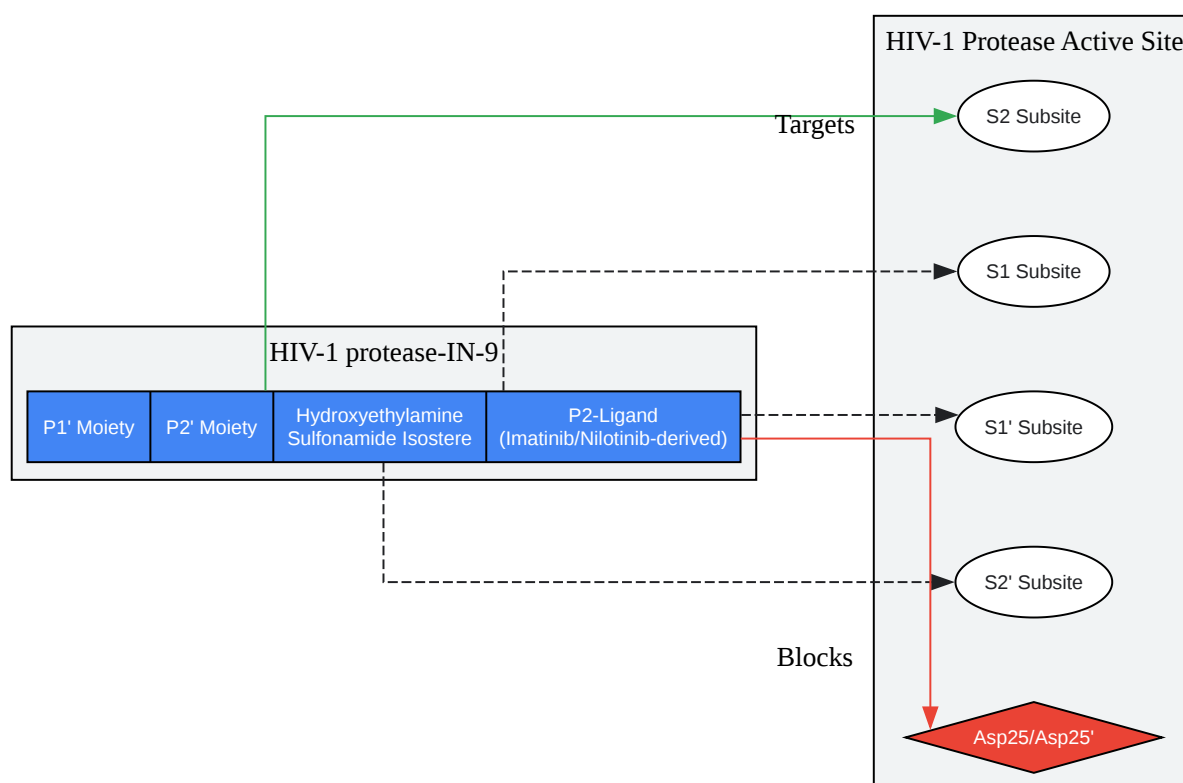 HIV-1 Protease Active Site
S2 Subsite
Targets
S1 Subsite
HIV-1 protease-IN-9
P1' Moiety
P2' Moiety
Hydroxyethylamine
Sulfonamide Isostere
P2-Ligand
(Imatinib/Nilotinib-derived)
S1' Subsite
S2' Subsite
Blocks
Asp25/Asp25'